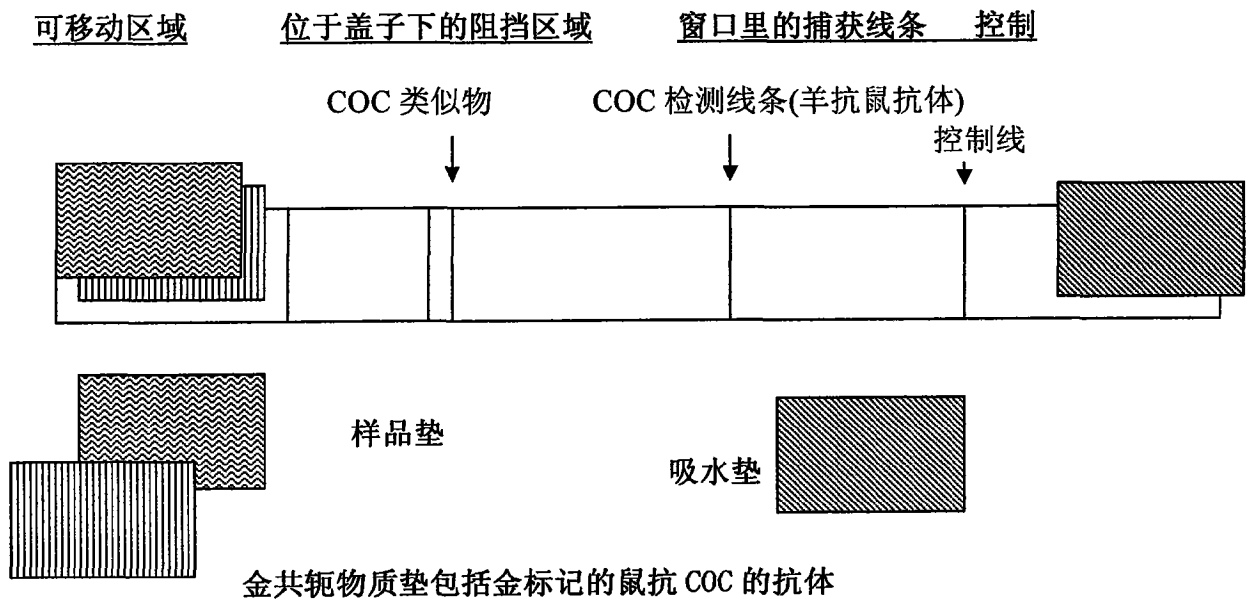 可移动区域 位于盖子下的阻挡区域 窗口里的捕获线条 控制
COC 类似物 COC 检测线条(羊抗鼠抗体)
控制线
样品垫
吸水垫
金共轭物质垫包括金标记的鼠抗 COC 的抗体